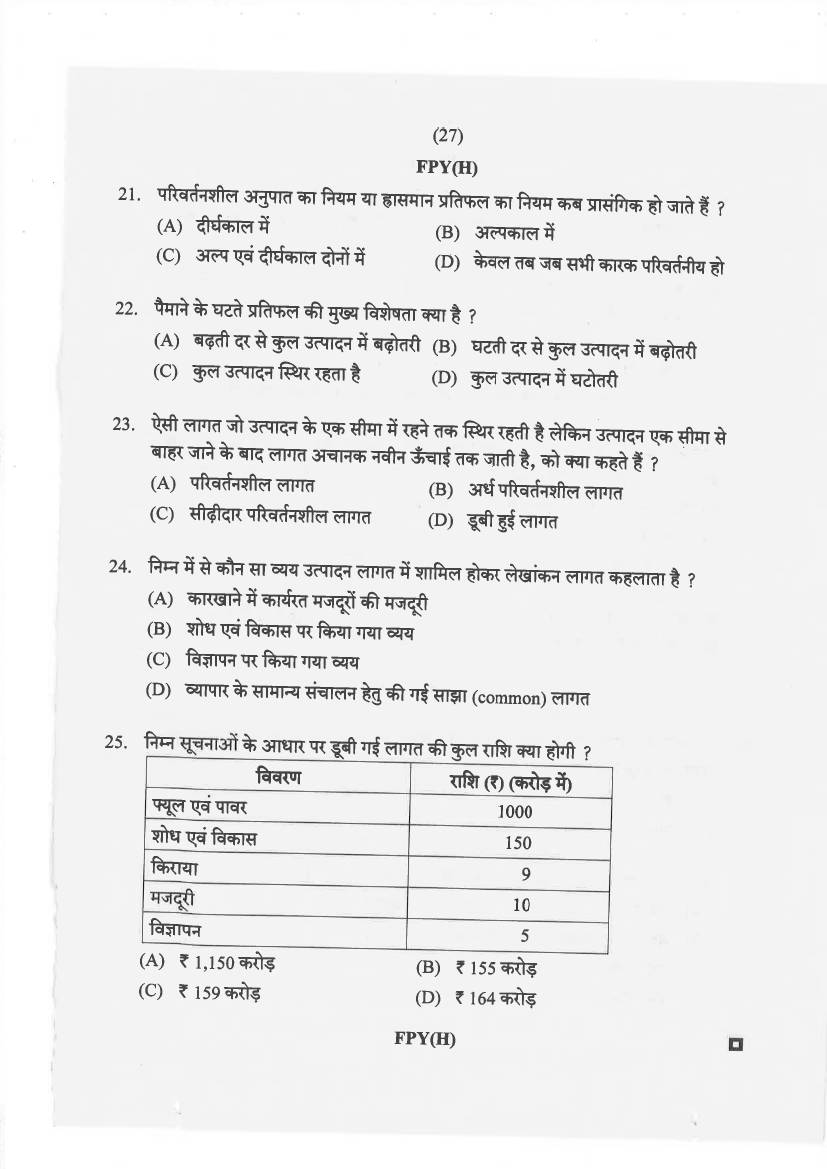 (27)
FPY(H)
21. परिवर्तनशील अनुपात का नियम या ह्रासमान प्रतिफल का नियम कब प्रासंगिक हो जाते हैं ?
(A) दीर्घकाल में (B) अल्पकाल में
(C) अल्प एवं दीर्घकाल दोनों में (D) केवल तब जब सभी कारक परिवर्तनीय हो
22. पैमाने के घटते प्रतिफल की मुख्य विशेषता क्या है ?
(A) बढ़ती दर से कुल उत्पादन में बढ़ोतरी (B) घटती दर से कुल उत्पादन में बढ़ोतरी
(C) कुल उत्पादन स्थिर रहता है (D) कुल उत्पादन में घटोतरी
23. ऐसी लागत जो उत्पादन के एक सीमा में रहने तक स्थिर रहती है लेकिन उत्पादन एक सीमा से
बाहर जाने के बाद लागत अचानक नवीन ऊँचाई तक जाती है, को क्या कहते हैं ?
(A) परिवर्तनशील लागत (B) अर्ध परिवर्तनशील लागत
(C) सीढ़ीदार परिवर्तनशील लागत (D) डूबी हुई लागत
24. निम्न में से कौन सा व्यय उत्पादन लागत में शामिल होकर लेखांकन लागत कहलाता है ?
(A) कारखाने में कार्यरत मजदूरों की मजदूरी
(B) शोध एवं विकास पर किया गया व्यय
(C) विज्ञापन पर किया गया व्यय
(D) व्यापार के सामान्य संचालन हेतु की गई साझा (common) लागत
25. निम्न सूचनाओं के आधार पर डूबी गई लागत की कुल राशि क्या होगी ?
विवरण राशि (₹) (करोड़ में)
फ्यूल एवं पावर 1000
शोध एवं विकास 150
किराया 9
मजदूरी 10
विज्ञापन 5
(A) ₹ 1,150 करोड़ (B) ₹ 155 करोड़
(C) ₹ 159 करोड़ (D) ₹ 164 करोड़
FPY(H)